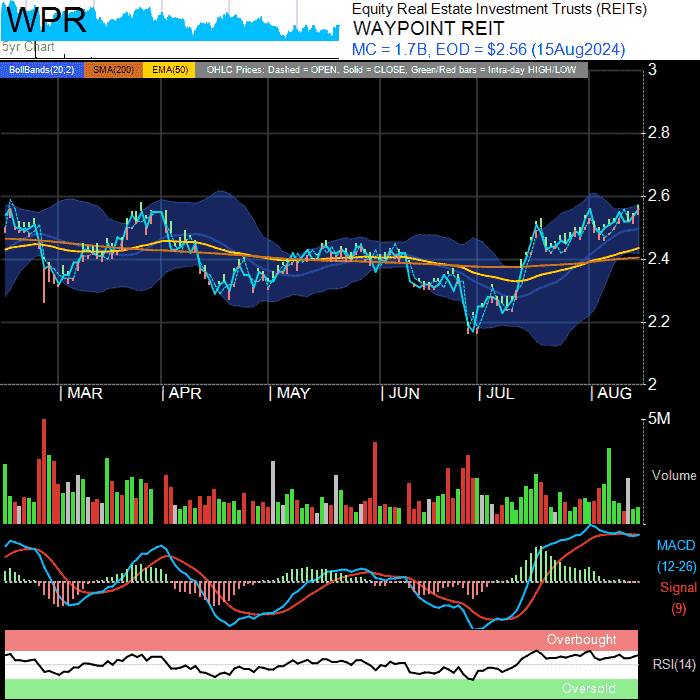 WPR
5yr Chart
Equity Real Estate Investment Trusts (REITs)
WAYPOINT REIT
MC = 1.7B, EOD = $2.56 (15Aug2024)
BollBands(20,2) SMA(200) EMA(50) OHLC Prices: Dashed = OPEN, Solid = CLOSE, Green/Red bars = Intra-day HIGH/LOW
3
2.8
2.6
2.4
2.2
2
| MAR | APR | MAY | JUN | JUL | AUG
5M
Volume
MACD
(12-26)
Signal
(9)
Overbought
RSI(14)
Oversold